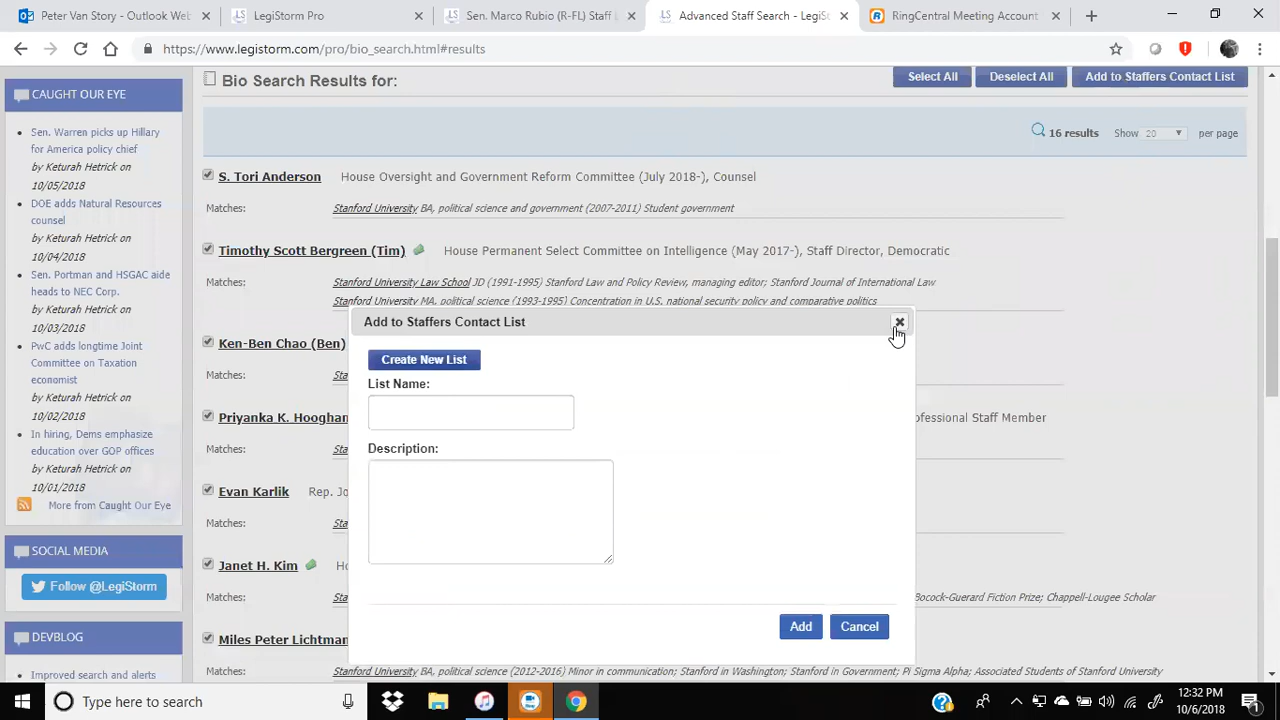 Peter Van Story - Outlook Web
LegiStorm Pro
Sen. Marco Rubio (R-FL) Staff
Advanced Staff Search - LegiSt
RingCentral Meeting Account
https://www.legistorm.com/pro/bio_search.html#results
CAUGHT OUR EYE
Sen. Warren picks up Hillary
for America policy chief
by Keturah Hetrick on
10/05/2018
DOE adds Natural Resources
counsel
by Keturah Hetrick on
10/04/2018
Sen. Portman and HSGAC aide
heads to NEC Corp.
by Keturah Hetrick on
10/03/2018
PwC adds longtime Joint
Committee on Taxation
economist
by Keturah Hetrick on
10/02/2018
In hiring, Dems emphasize
education over GOP offices
by Keturah Hetrick on
10/01/2018
More from Caught Our Eye
SOCIAL MEDIA
Follow @LegiStorm
DEVBLOG
Improved search and alerts
Bio Search Results for:
Select All
Deselect All
Add to Staffers Contact List
16 results Show 20 per page
S. Tori Anderson House Oversight and Government Reform Committee (July 2018-), Counsel
Matches: Stanford University BA, political science and government (2007-2011) Student government
Timothy Scott Bergreen (Tim) House Permanent Select Committee on Intelligence (May 2017-), Staff Director, Democratic
Matches: Stanford University Law School JD (1991-1995) Stanford Law and Policy Review, managing editor; Stanford Journal of International Law
Stanford University MA, political science (1993-1995) Concentration in U.S. national security policy and comparative politics
Ken-Ben Chao (Ben)
Matches: Sta
Priyanka K. Hooghan ofessional Staff Member
Matches: Sta
Evan Karlik Rep. Jo
Matches: Sta
Janet H. Kim Ho
Matches: Sta Bocock-Guerard Fiction Prize; Chappell-Lougee Scholar
Miles Peter Lichtman
Matches: Stanford University BA, political science (2012-2016) Minor in communication; Stanford in Washington; Stanford in Government; Pi Sigma Alpha; Associated Students of Stanford University
Add to Staffers Contact List
Create New List
List Name:
Description:
Add
Cancel
Type here to search
12:32 PM
10/6/2018